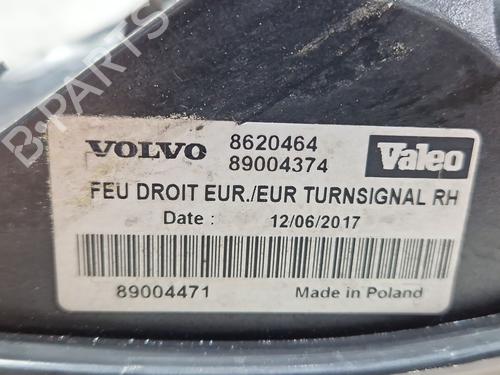 B-PARTS
VOLVO 8620464
89004374
Valeo
FEU DROIT EUR./EUR TURNSIGNAL RH
Date : 12/06/2017
89004471 Made in Poland